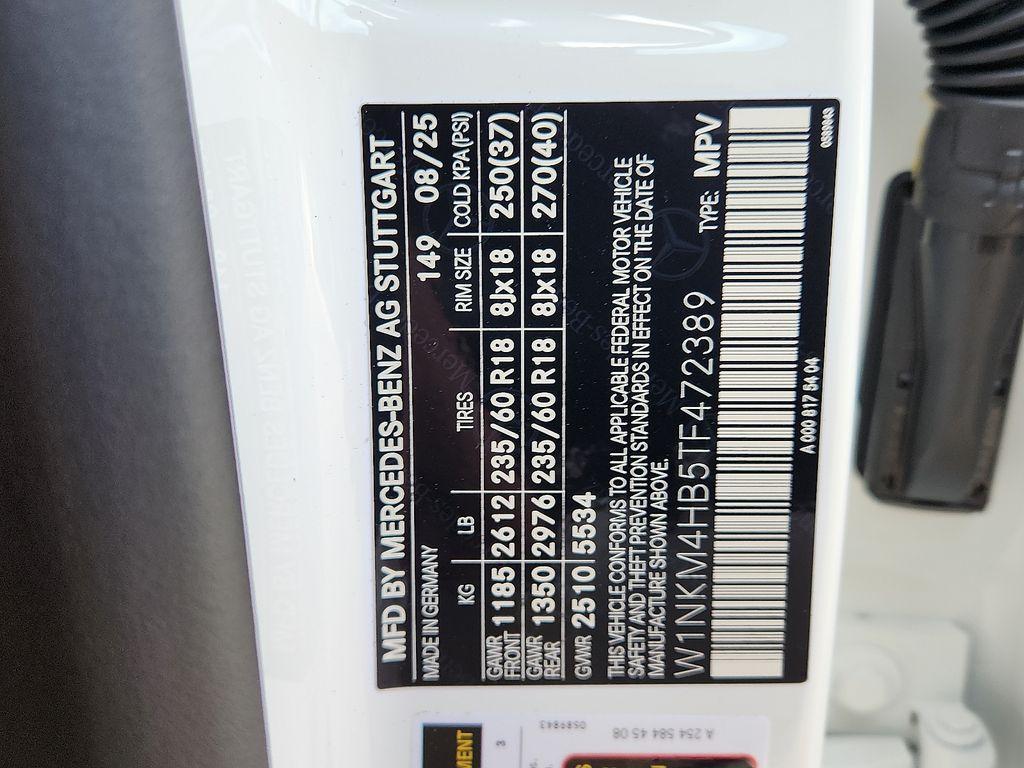 MFD BY MERCEDES-BENZ AG STUTTGART
MADE IN GERMANY 149 08/25
KG LB TIRES RIM SIZE COLD KPA(PSI)
GAWR FRONT 1185 2612 235/60 R18 8Jx18 250(37)
GAWR REAR 1350 2976 235/60 R18 8Jx18 270(40)
GVWR 2510 5534
THIS VEHICLE CONFORMS TO ALL APPLICABLE FEDERAL MOTOR VEHICLE
SAFETY AND THEFT PREVENTION STANDARDS IN EFFECT ON THE DATE OF
MANUFACTURE SHOWN ABOVE.
W1NKM4HB5TF472389 TYPE: MPV
A 000 817 54 04
0589843
A 254 584 45 08
0589843
3